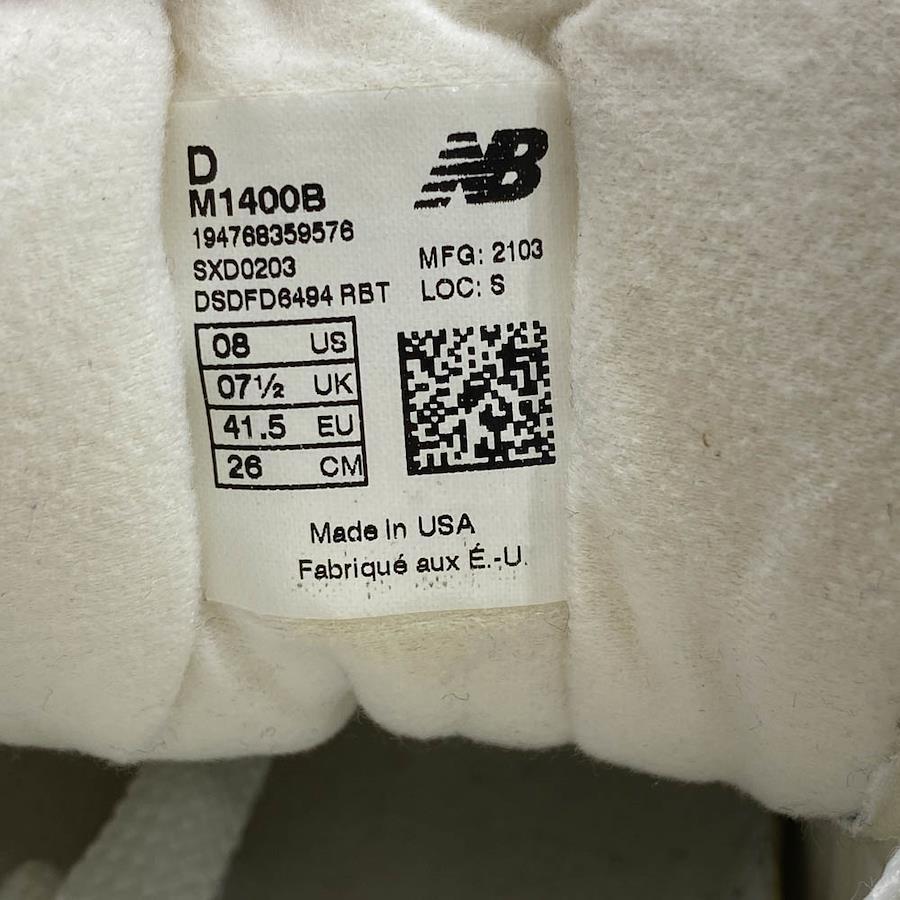 NB
D
M1400B
194768359576
SXD0203
DSDFD6494 RBT
MFG: 2103
LOC: S
08 US
07½ UK
41.5 EU
26 CM
Made in USA
Fabriqué aux É.-U.